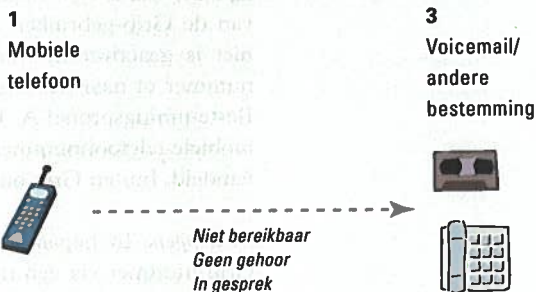 1
Mobiele
telefoon
3
Voicemail/
andere
bestemming
Niet bereikbaar
Geen gehoor
In gesprek